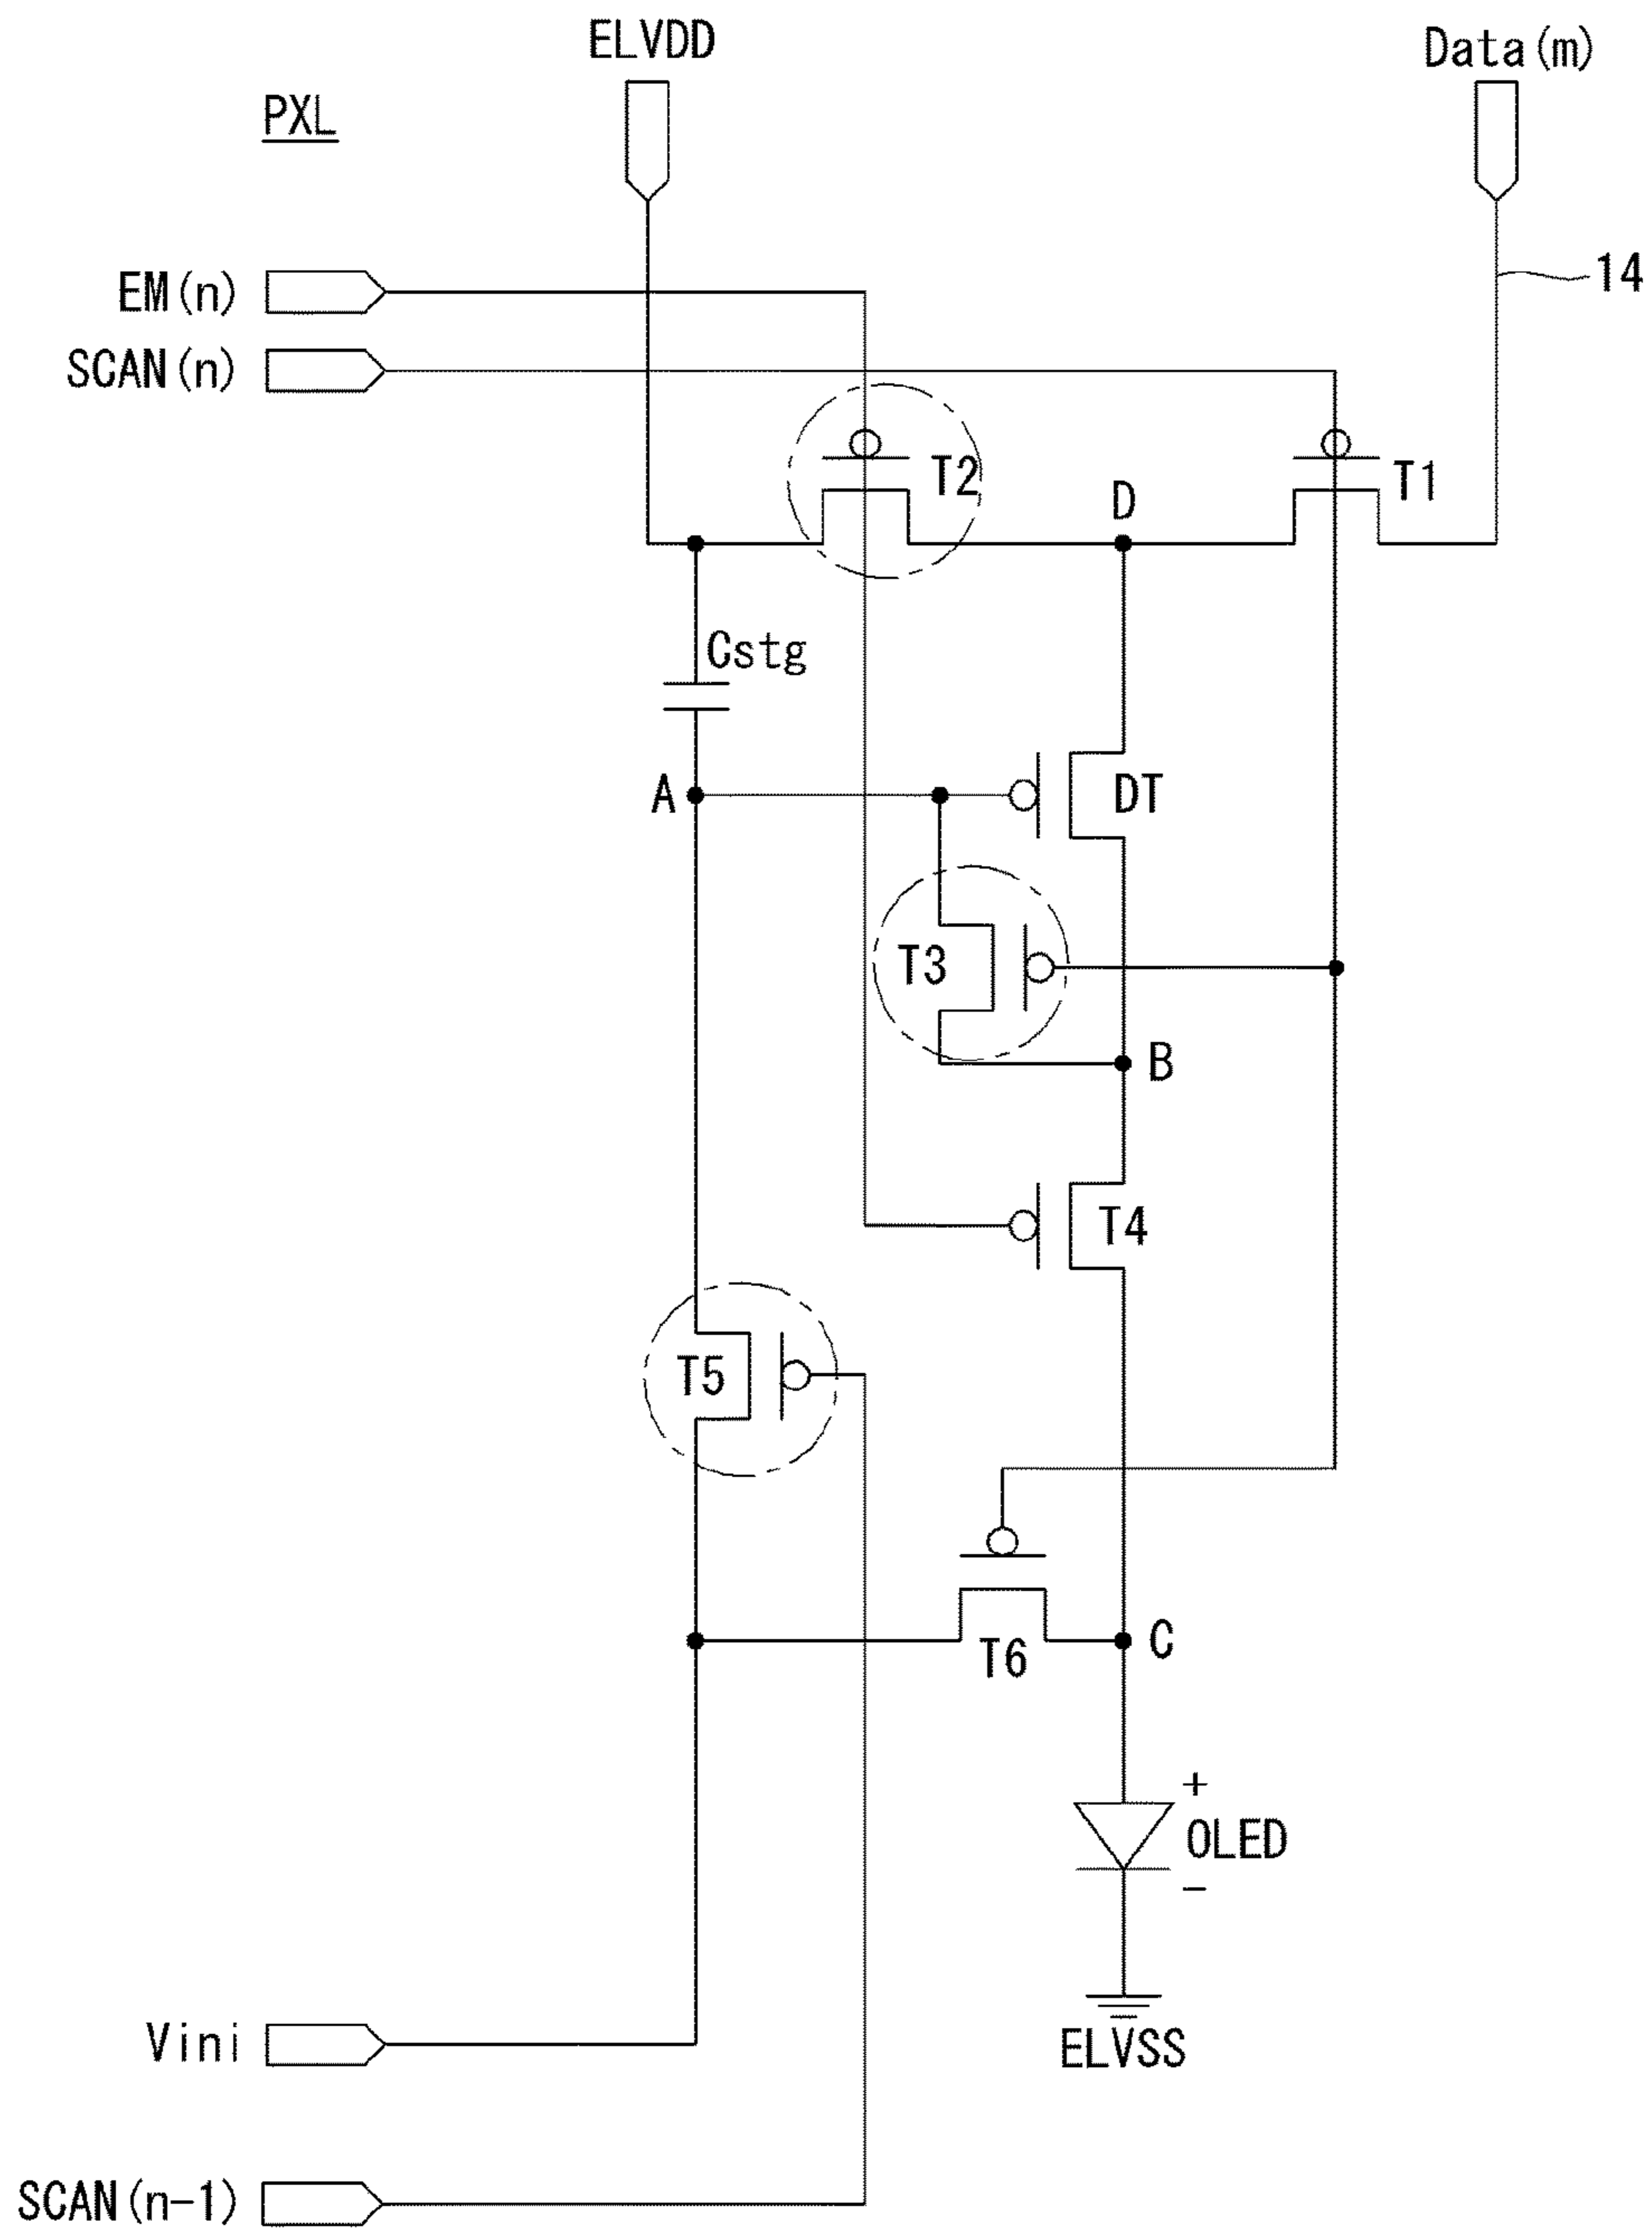 ELVDD
Data(m)
PXL
14
EM(n)
SCAN(n)
T2
T1
D
Cstg
A
DT
T3
B
T4
T5
T6
C
+
OLED
-
Vini
ELVSS
SCAN(n-1)